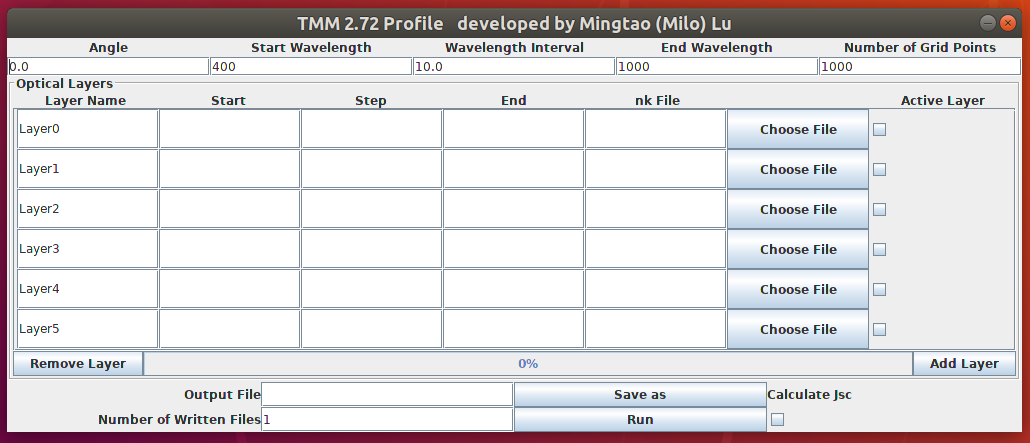 TMM 2.72 Profile developed by Mingtao (Milo) Lu
Angle Start Wavelength Wavelength Interval End Wavelength Number of Grid Points
0.0 400 10.0 1000 1000
Optical Layers
Layer Name Start Step End nk File Active Layer
Layer0 Choose File
Layer1 Choose File
Layer2 Choose File
Layer3 Choose File
Layer4 Choose File
Layer5 Choose File
Remove Layer 0% Add Layer
Output File Save as Calculate Jsc
Number of Written Files 1 Run